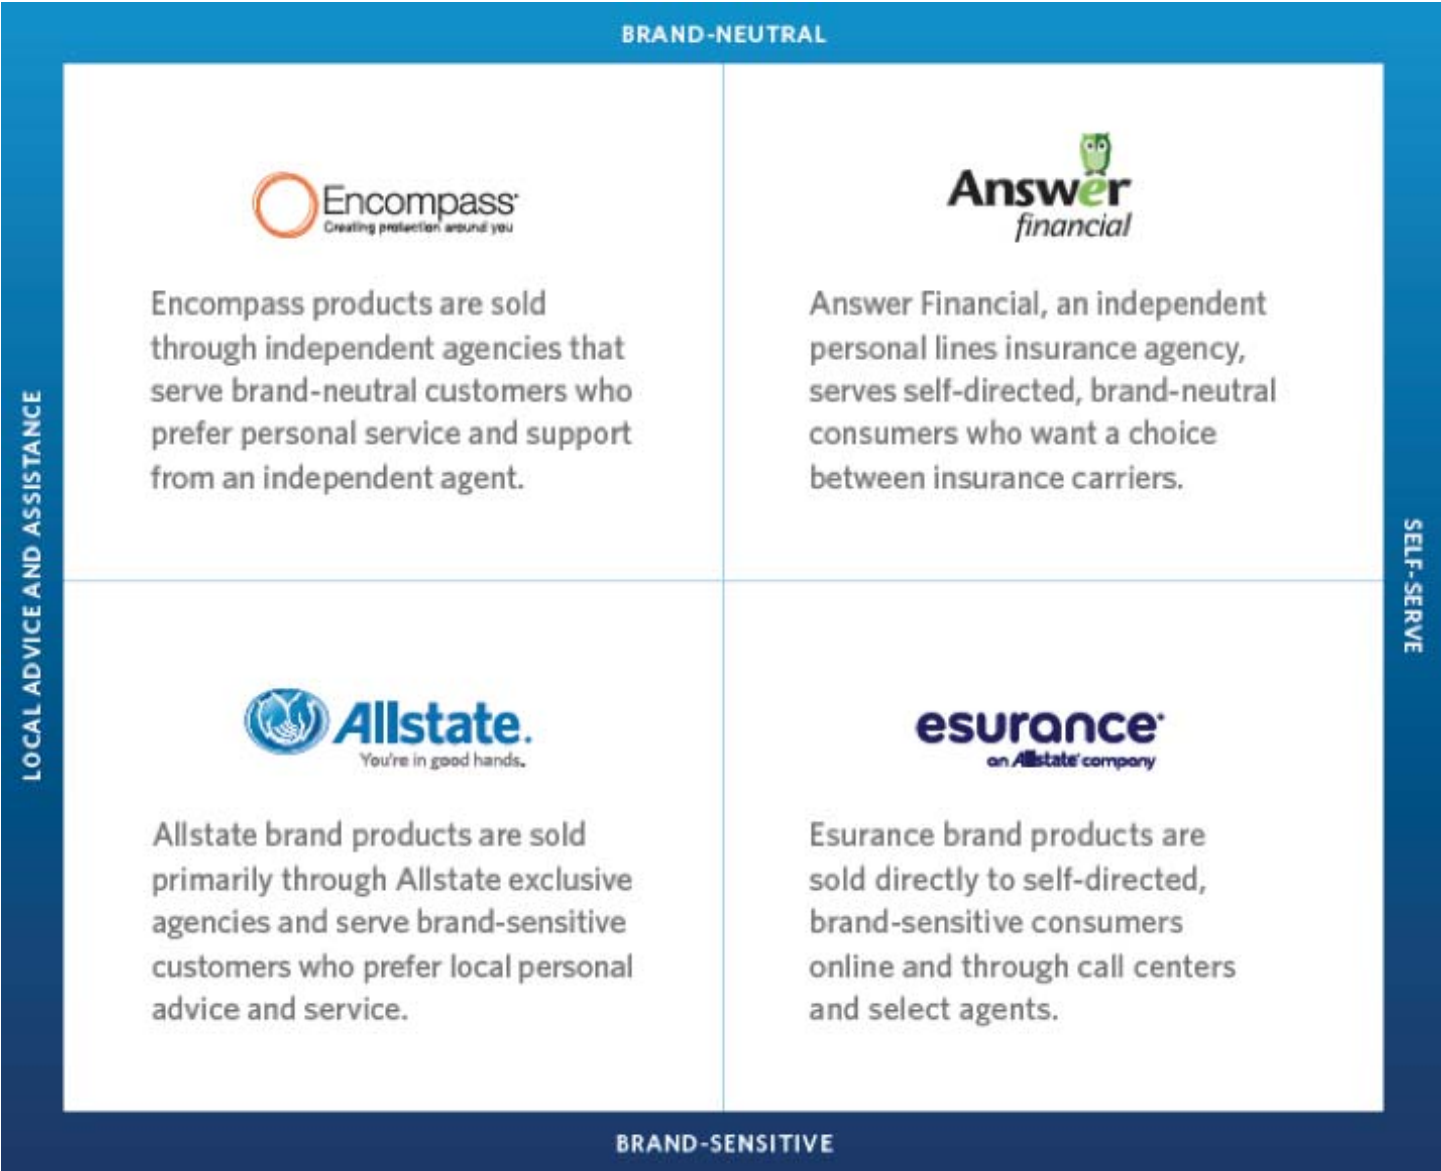 BRAND-NEUTRAL
LOCAL ADVICE AND ASSISTANCE
Encompass
Creating protection around you
Encompass products are sold
through independent agencies that
serve brand-neutral customers who
prefer personal service and support
from an independent agent.
Answer
financial
Answer Financial, an independent
personal lines insurance agency,
serves self-directed, brand-neutral
consumers who want a choice
between insurance carriers.
SELF-SERVE
Allstate.
You're in good hands.
Allstate brand products are sold
primarily through Allstate exclusive
agencies and serve brand-sensitive
customers who prefer local personal
advice and service.
esurance
an Allstate company
Esurance brand products are
sold directly to self-directed,
brand-sensitive consumers
online and through call centers
and select agents.
BRAND-SENSITIVE